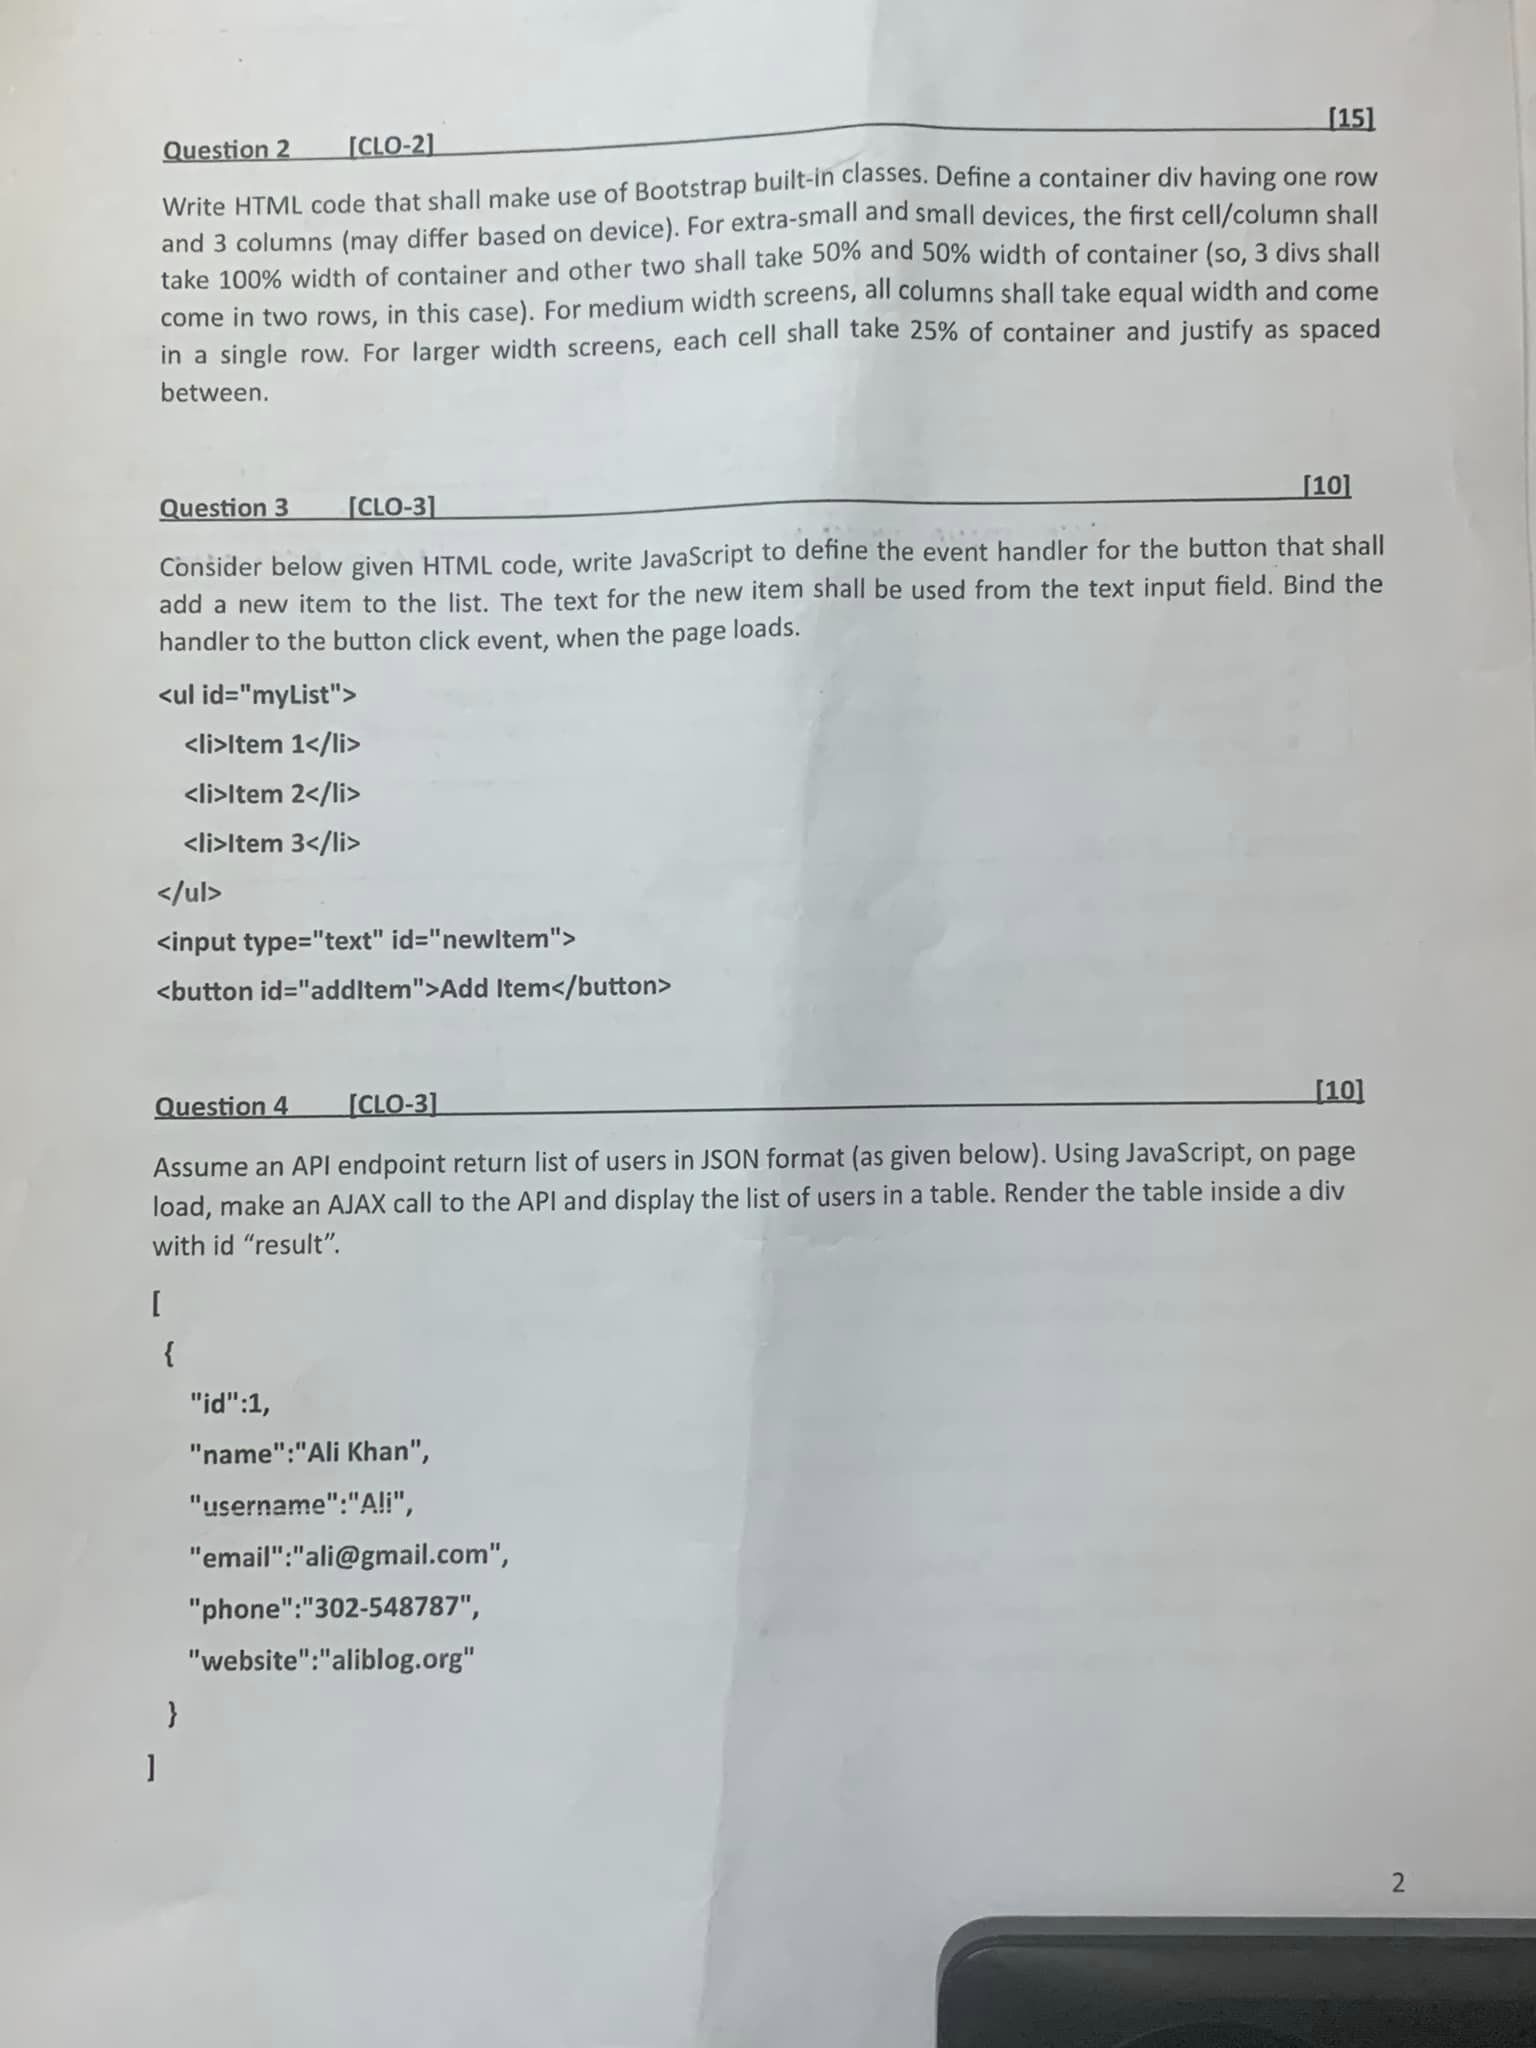 Question 2 [CLO-2] [15]
Write HTML code that shall make use of Bootstrap built-in classes. Define a container div having one row
and 3 columns (may differ based on device). For extra-small and small devices, the first cell/column shall
take 100% width of container and other two shall take 50% and 50% width of container (so, 3 divs shall
come in two rows, in this case). For medium width screens, all columns shall take equal width and come
in a single row. For larger width screens, each cell shall take 25% of container and justify as spaced
between.
Question 3 [CLO-3] [10]
Consider below given HTML code, write JavaScript to define the event handler for the button that shall
add a new item to the list. The text for the new item shall be used from the text input field. Bind the
handler to the button click event, when the page loads.
<ul id="myList">
<li>Item 1</li>
<li>Item 2</li>
<li>Item 3</li>
</ul>
<input type="text" id="newItem">
<button id="addItem">Add Item</button>
Question 4 [CLO-3] [10]
Assume an API endpoint return list of users in JSON format (as given below). Using JavaScript, on page
load, make an AJAX call to the API and display the list of users in a table. Render the table inside a div
with id “result”.
[
{
"id":1,
"name":"Ali Khan",
"username":"Ali",
"email":"ali@gmail.com",
"phone":"302-548787",
"website":"aliblog.org"
}
]
2